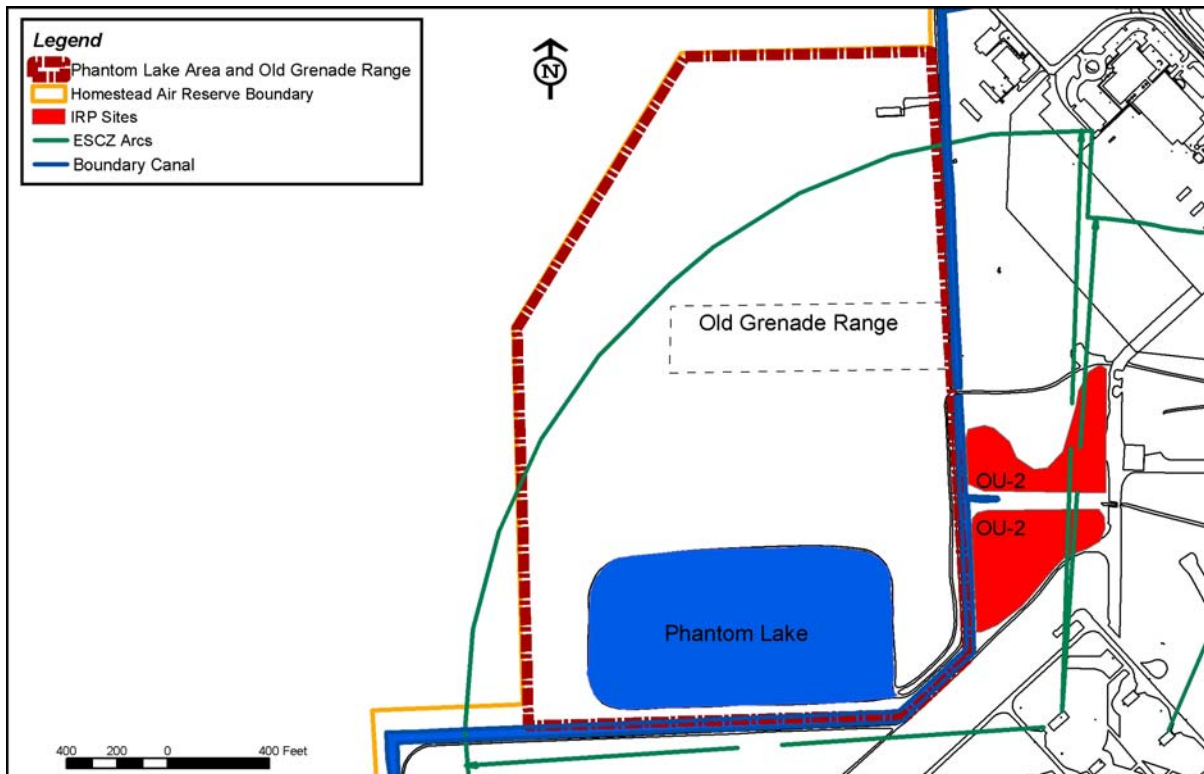 Legend
Phantom Lake Area and Old Grenade Range
Homestead Air Reserve Boundary
IRP Sites
ESCZ Arcs
Boundary Canal
N
4
Old Grenade Range
OU-2
OU-2
Phantom Lake
400 200 0 400 Feet